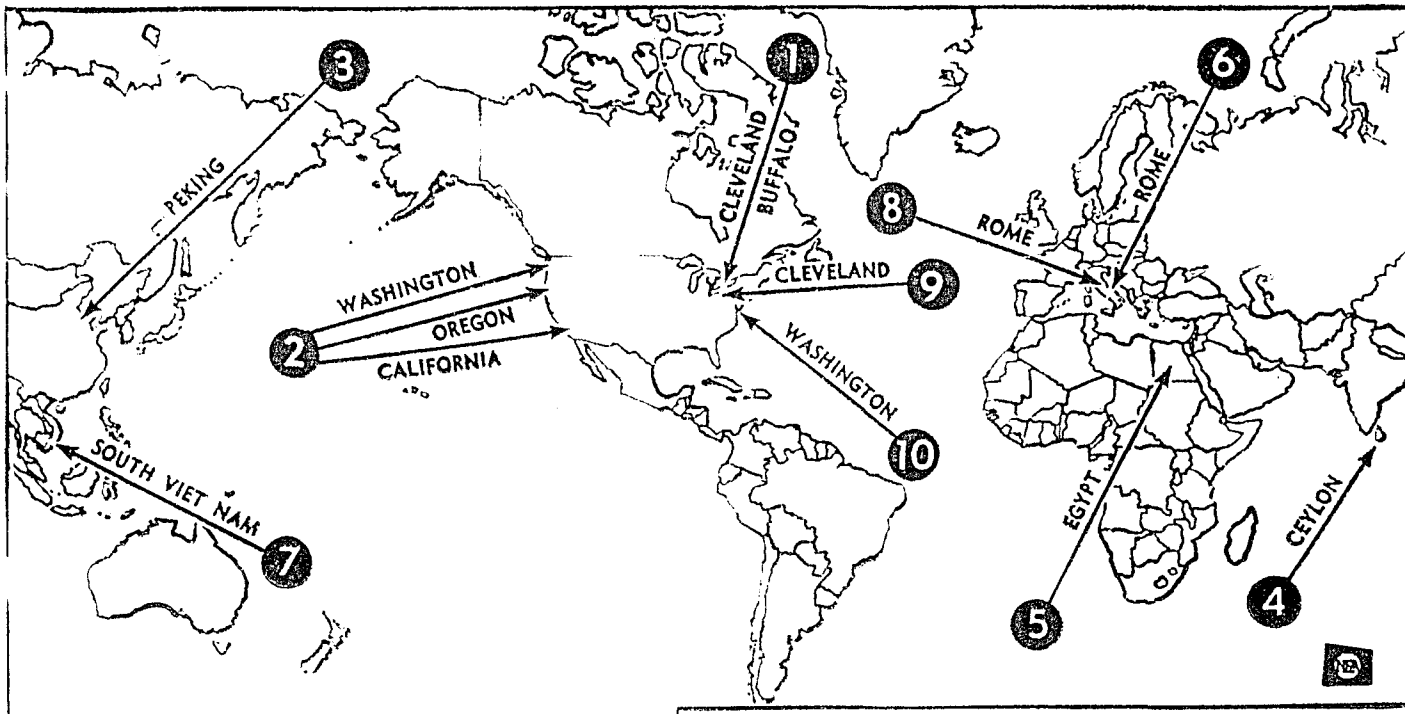 3
1
6
PEKING
CLEVELAND
BUFFALO
ROME
8
ROME
WASHINGTON
CLEVELAND
9
OREGON
2
CALIFORNIA
WASHINGTON
10
SOUTH VIET NAM
7
EGYPT
5
CEYLON
4
NEA